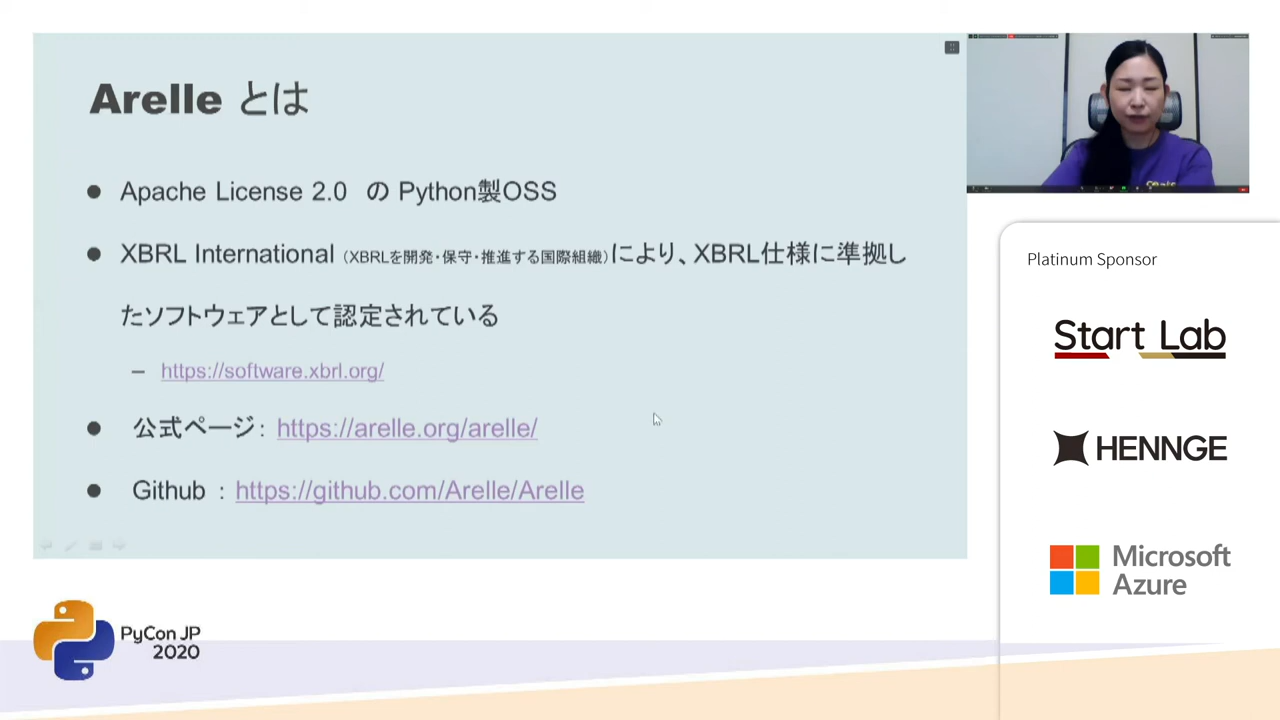 Arelle とは
● Apache License 2.0 の Python製OSS
● XBRL International (XBRLを開発・保守・推進する国際組織)により、XBRL仕様に準拠し
たソフトウェアとして認定されている
– https://software.xbrl.org/
● 公式ページ： https://arelle.org/arelle/
● Github : https://github.com/Arelle/Arelle
Platinum Sponsor
Start Lab
HENNGE
Microsoft
Azure
PyCon JP
2020